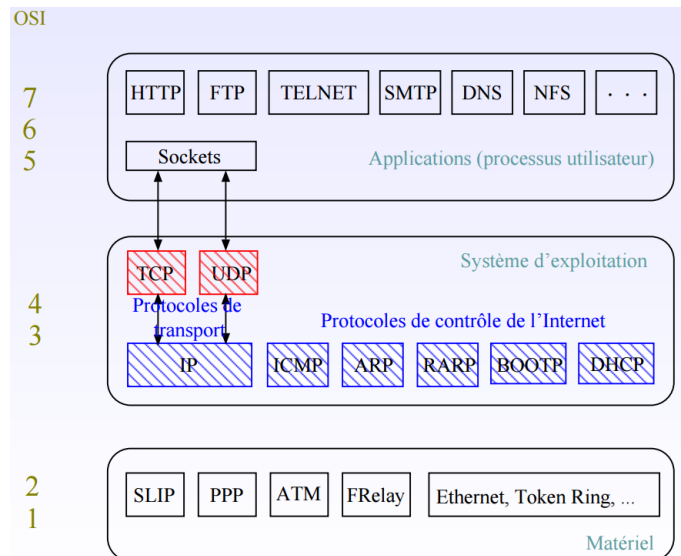 OSI
7
6
5
HTTP FTP TELNET SMTP DNS NFS . . .
Sockets
Applications (processus utilisateur)
4
3
TCP UDP
Système d’exploitation
Protocoles de
transport
Protocoles de contrôle de l’Internet
IP ICMP ARP RARP BOOTP DHCP
2
1
SLIP PPP ATM FRelay Ethernet, Token Ring, ...
Matériel